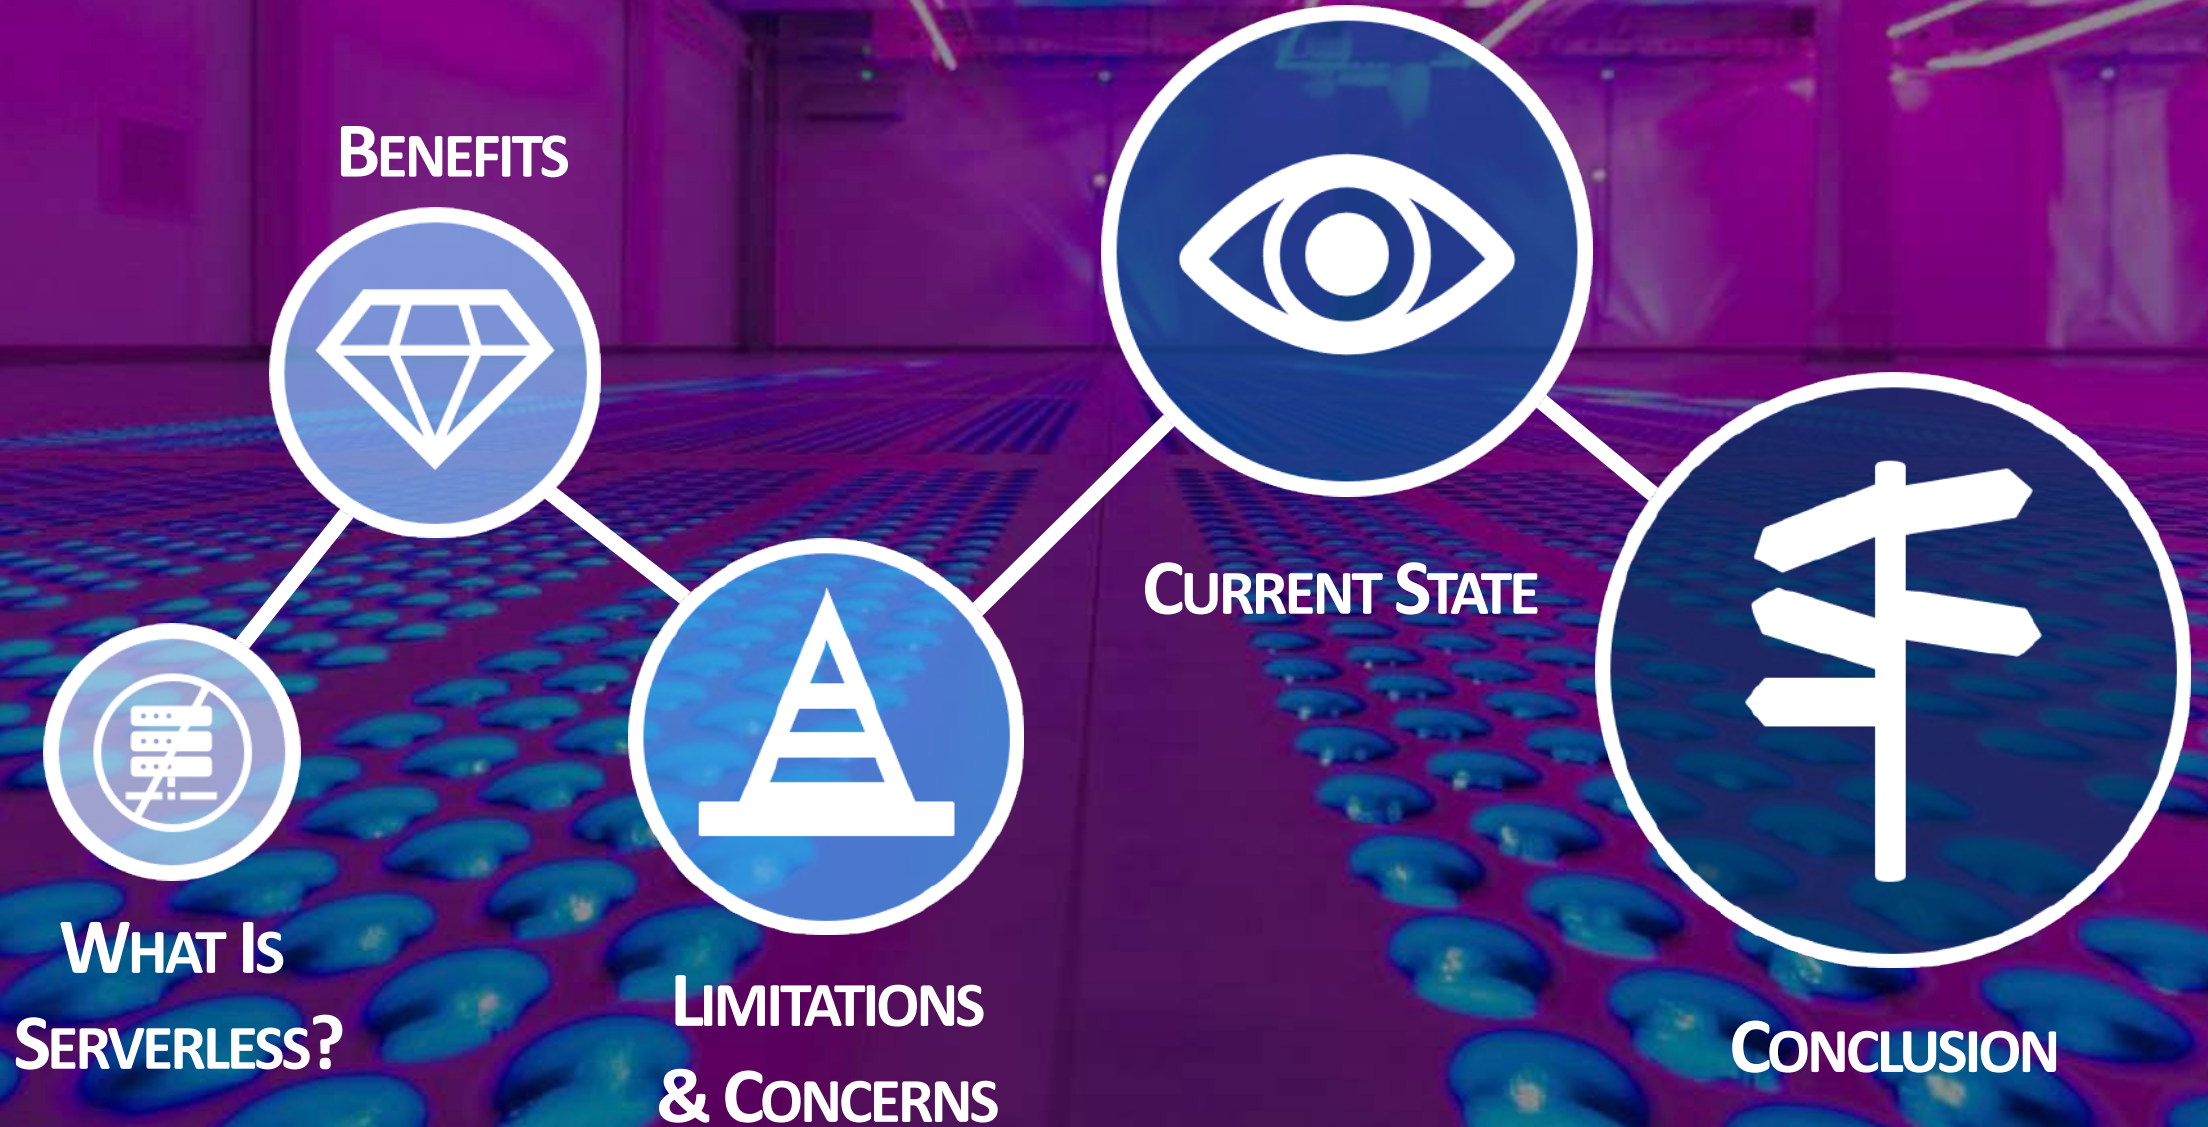 What Is
Serverless?
Benefits
Limitations
& Concerns
Current State
Conclusion